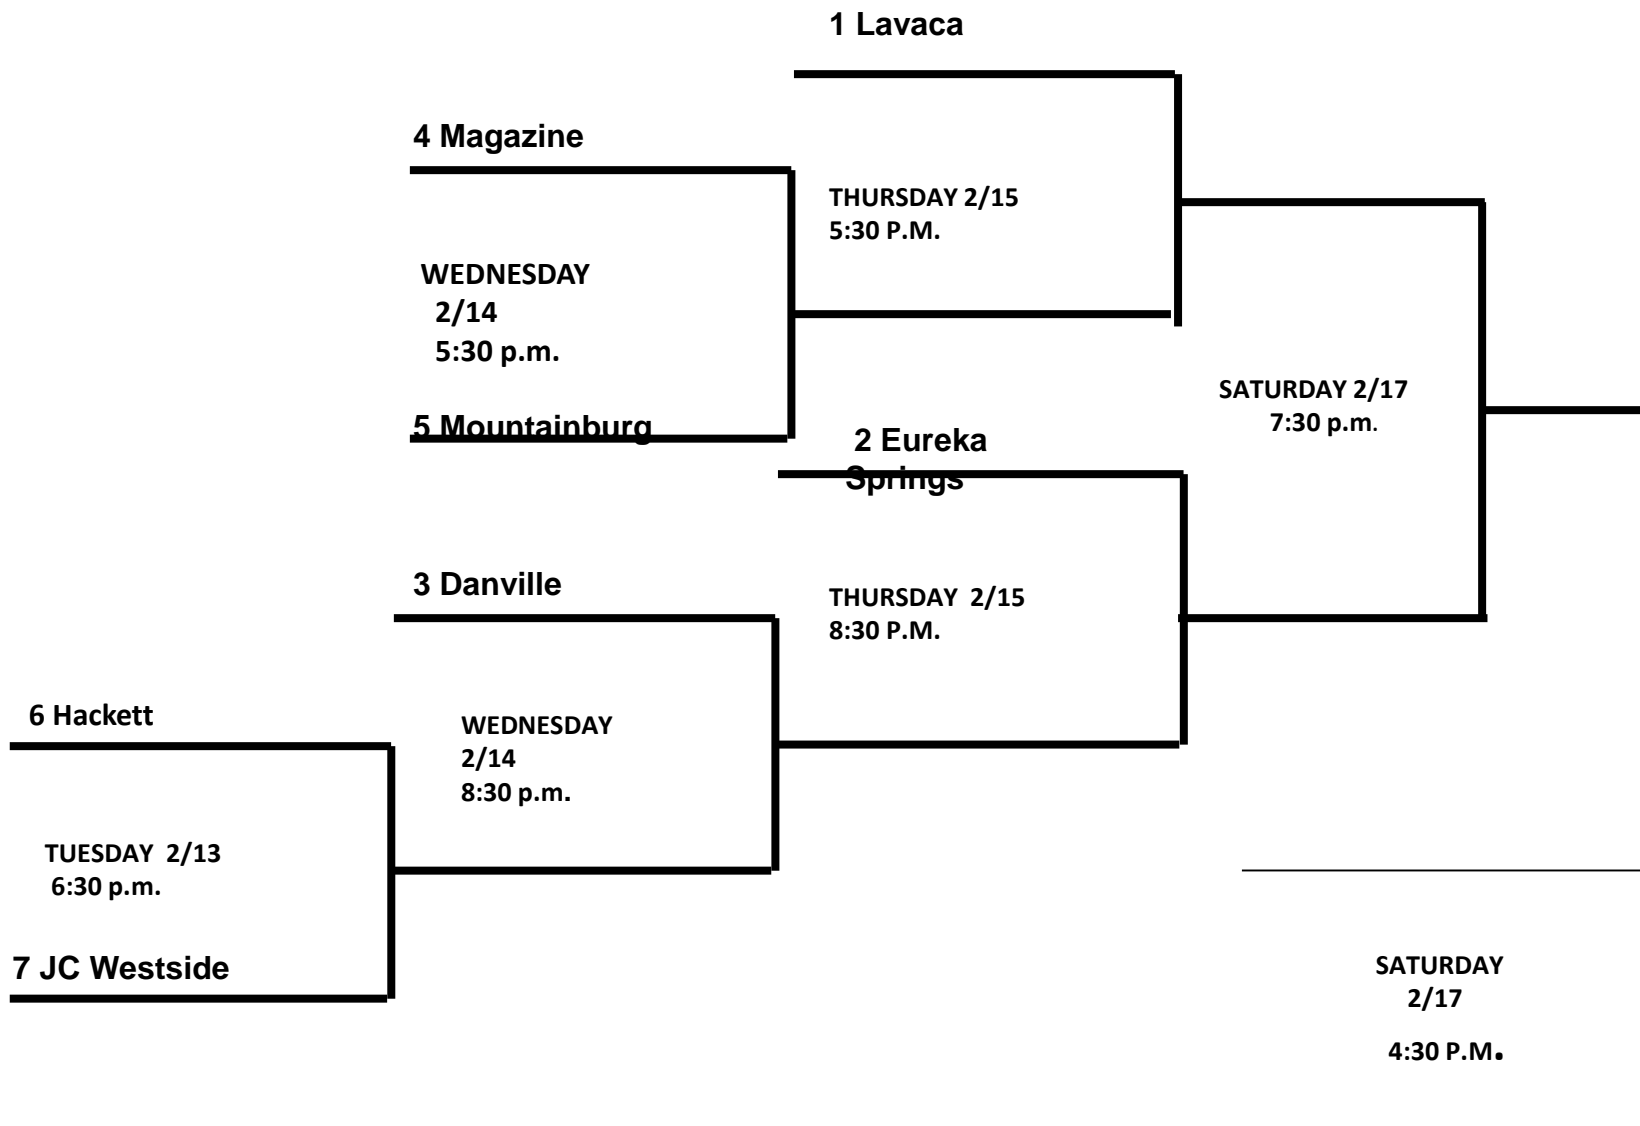 1 Lavaca
4 Magazine
THURSDAY 2/15
5:30 P.M.
WEDNESDAY
2/14
5:30 p.m.
SATURDAY 2/17
7:30 p.m.
5 Mountainburg
2 Eureka
Springs
3 Danville
THURSDAY 2/15
8:30 P.M.
6 Hackett
WEDNESDAY
2/14
8:30 p.m.
TUESDAY 2/13
6:30 p.m.
7 JC Westside
SATURDAY
2/17
4:30 P.M.